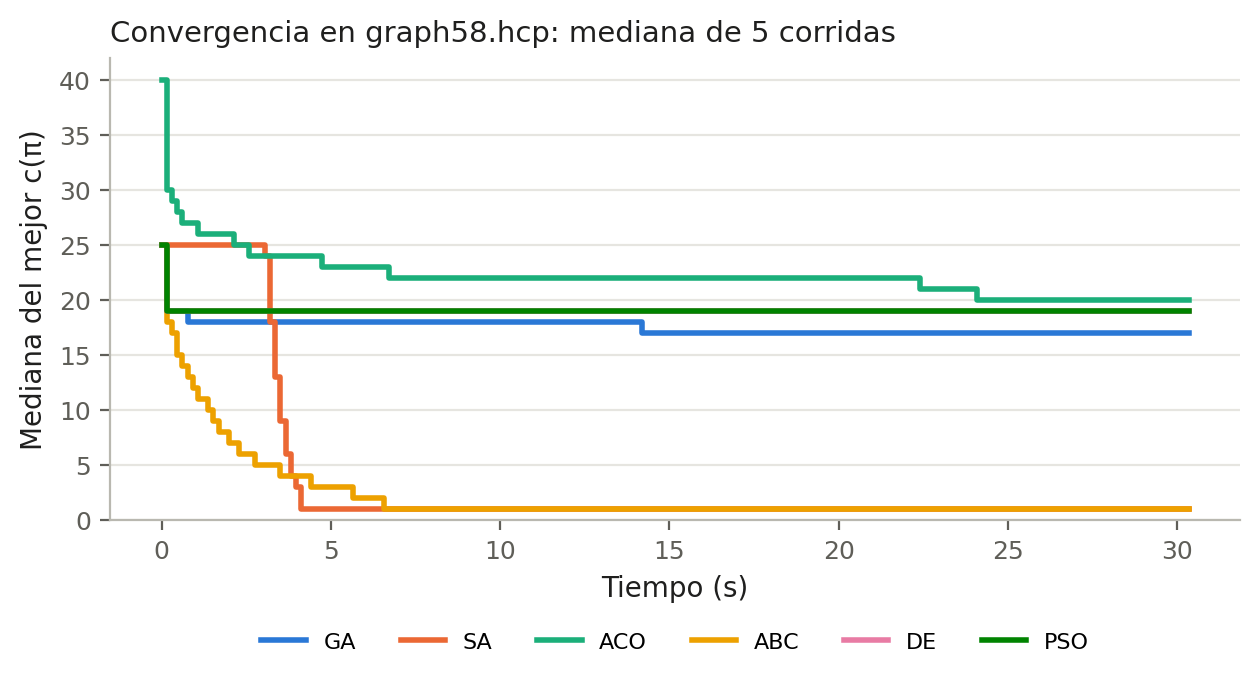 Convergencia en graph58.hcp: mediana de 5 corridas
Mediana del mejor c(π)
40
35
30
25
20
15
10
5
0
0 5 10 15 20 25 30
Tiempo (s)
GA SA ACO ABC DE PSO